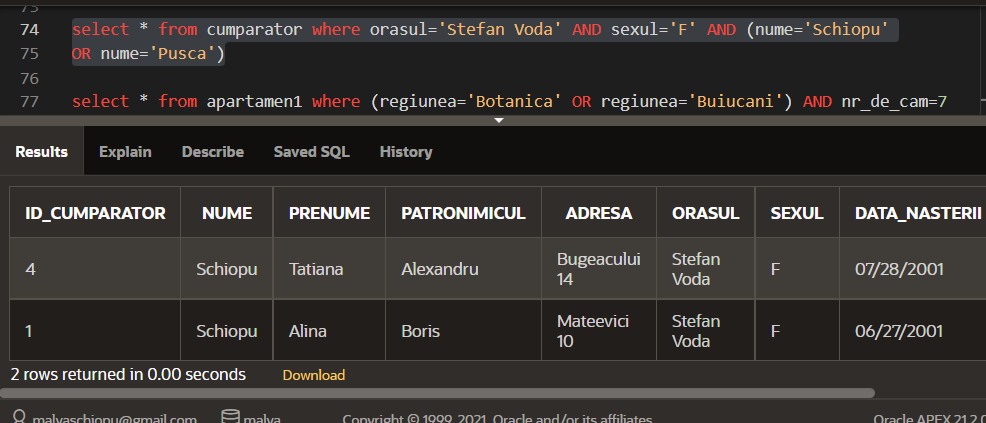 73
74 select * from cumparator where orasul='Stefan Voda' AND sexul='F' AND (nume='Schiopu'
75 OR nume='Pusca')
76
77 select * from apartamen1 where (regiunea='Botanica' OR regiunea='Buiucani') AND nr_de_cam=7
Results Explain Describe Saved SQL History
ID_CUMPARATOR NUME PRENUME PATRONIMICUL ADRESA ORASUL SEXUL DATA_NASTERII
4 Schiopu Tatiana Alexandru Bugeacului 14 Stefan Voda F 07/28/2001
1 Schiopu Alina Boris Mateevici 10 Stefan Voda F 06/27/2001
2 rows returned in 0.00 seconds Download
malvaschiopu@gmail.com malva Copyright © 1999, 2021, Oracle and/or its affiliates. Oracle APEX 21.2.0